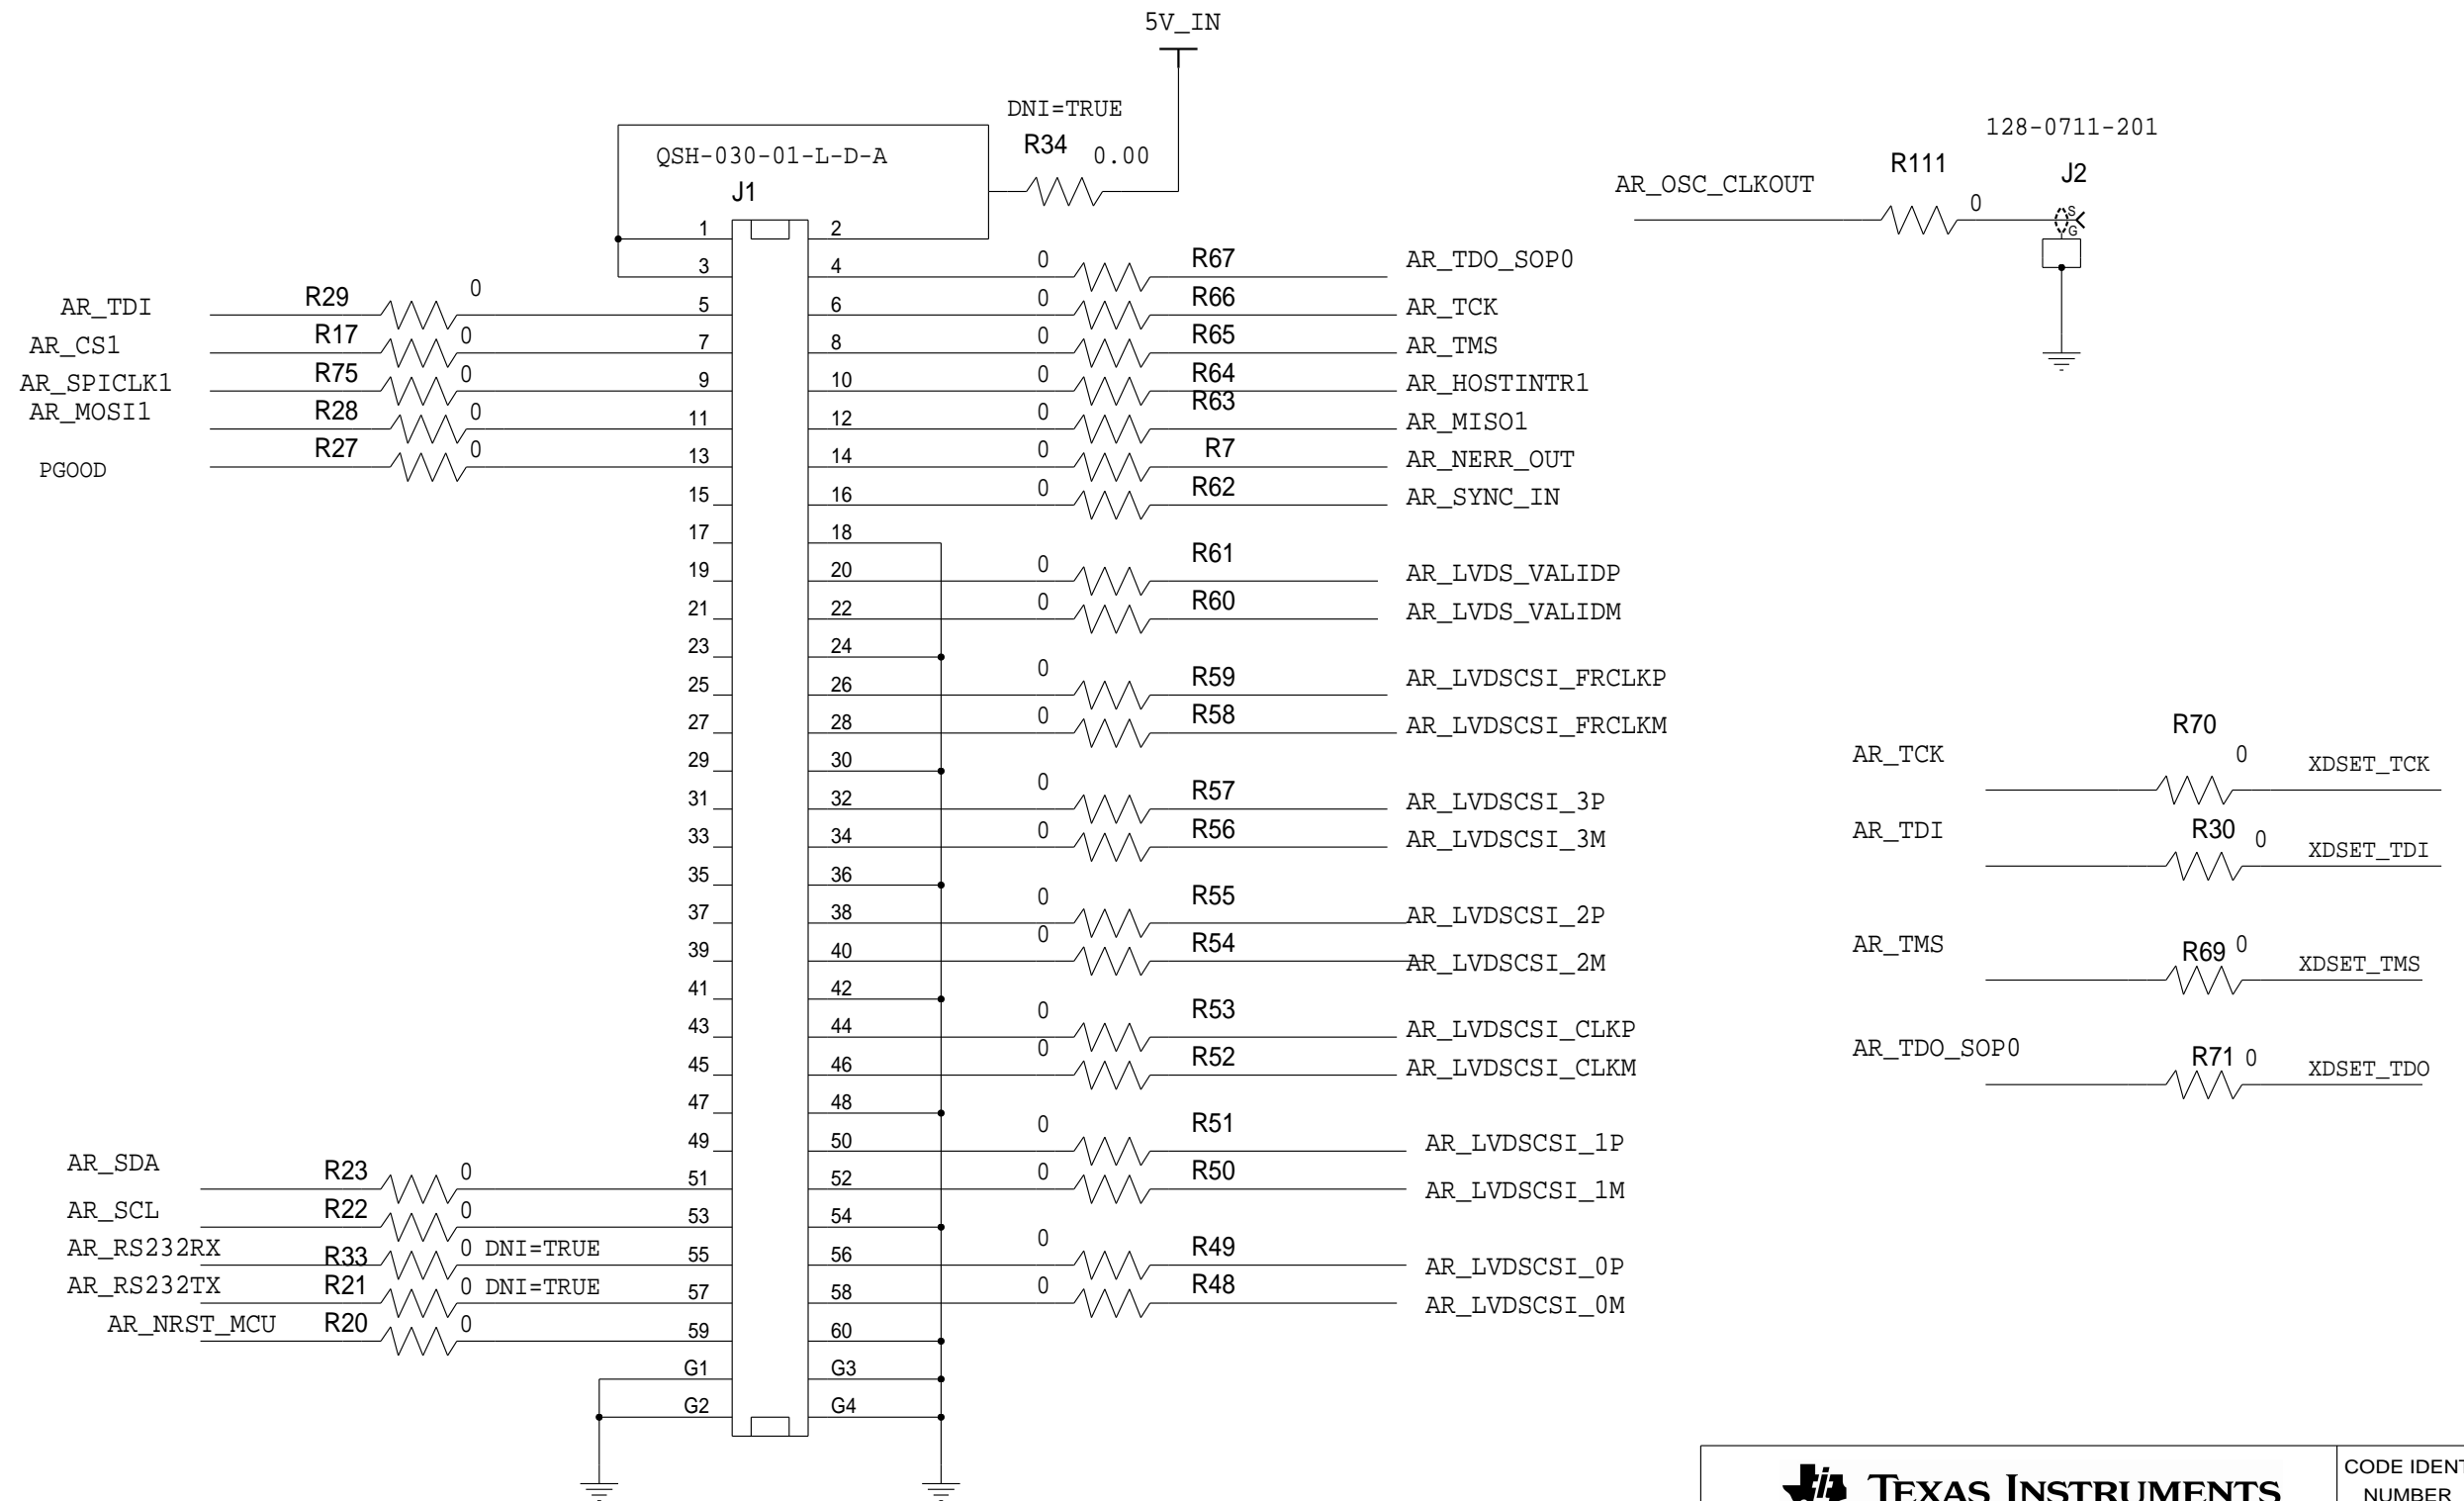 5V_IN
DNI=TRUE
R34 0.00
QSH-030-01-L-D-A
J1
128-0711-201
R111
J2
AR_OSC_CLKOUT
0
S
G
1 2
3 4 0 R67 AR_TDO_SOP0
AR_TDI R29 0 5 6 0 R66 AR_TCK
AR_CS1 R17 0 7 8 0 R65 AR_TMS
AR_SPICLK1 R75 0 9 10 0 R64 AR_HOSTINTR1
AR_MOSI1 R28 0 11 12 0 R63 AR_MISO1
PGOOD R27 0 13 14 0 R7 AR_NERR_OUT
15 16 0 R62 AR_SYNC_IN
17 18
19 20 0 R61 AR_LVDS_VALIDP
21 22 0 R60 AR_LVDS_VALIDM
23 24
25 26 0 R59 AR_LVDSCSI_FRCLKP
27 28 0 R58 AR_LVDSCSI_FRCLKM
29 30
31 32 0 R57 AR_LVDSCSI_3P
33 34 0 R56 AR_LVDSCSI_3M
35 36
37 38 0 R55 AR_LVDSCSI_2P
39 40 0 R54 AR_LVDSCSI_2M
41 42
43 44 0 R53 AR_LVDSCSI_CLKP
45 46 0 R52 AR_LVDSCSI_CLKM
47 48
49 50 0 R51 AR_LVDSCSI_1P
AR_SDA R23 0 51 52 0 R50 AR_LVDSCSI_1M
AR_SCL R22 0 53 54
AR_RS232RX R33 0 DNI=TRUE 55 56 0 R49 AR_LVDSCSI_0P
AR_RS232TX R21 0 DNI=TRUE 57 58 0 R48 AR_LVDSCSI_0M
AR_NRST_MCU R20 0 59 60
G1 G3
G2 G4
AR_TCK R70 0 XDSET_TCK
AR_TDI R30 0 XDSET_TDI
AR_TMS R69 0 XDSET_TMS
AR_TDO_SOP0 R71 0 XDSET_TDO
TEXAS INSTRUMENTS
CODE IDENT
NUMBER